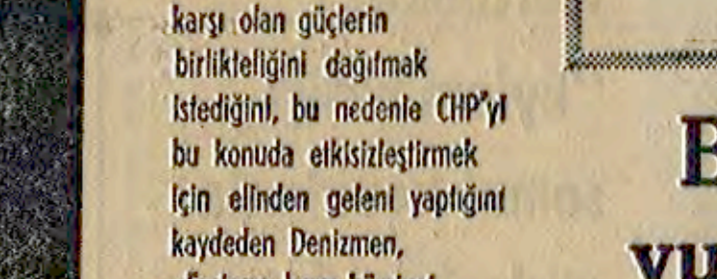 karşı olan güçlerin
birlikteliğini dağıtmak
istediğini, bu nedenle CHP'yi
bu konuda etkisizleştirmek
için elinden geleni yaptığını
kaydeden Denizmen,
B
yu